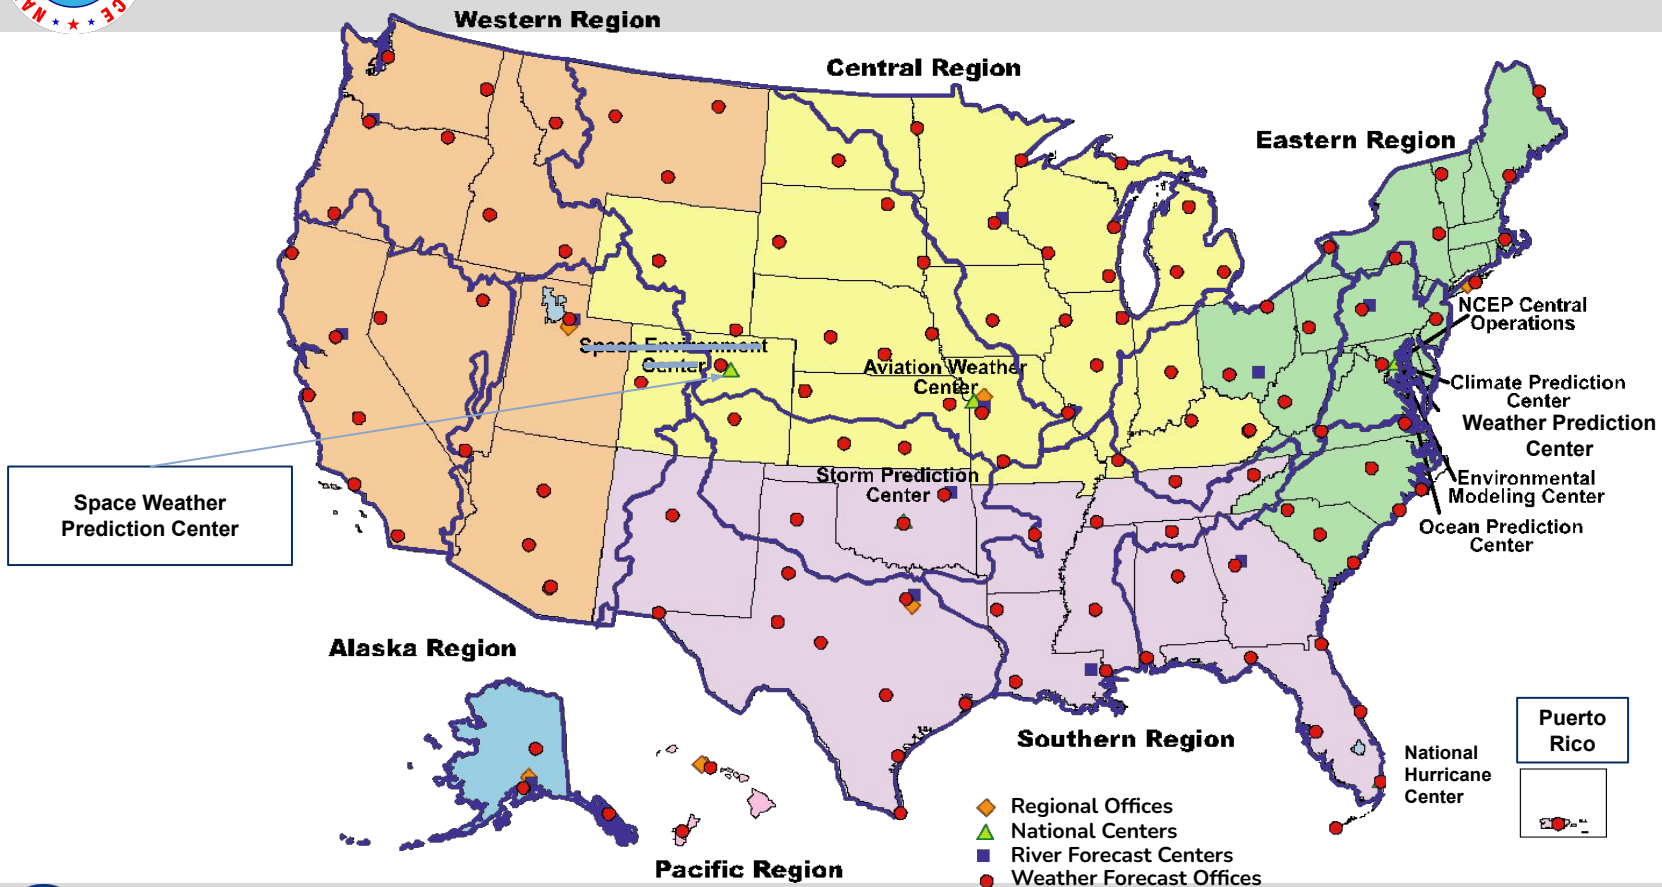 Western Region
Central Region
Eastern Region
NCEP Central
Operations
Space Environment
Center
Aviation Weather
Center
Climate Prediction
Center
Weather Prediction
Center
Storm Prediction
Center
Environmental
Modeling Center
Space Weather
Prediction Center
Ocean Prediction
Center
Alaska Region
Southern Region
Puerto
Rico
National
Hurricane
Center
Regional Offices
National Centers
River Forecast Centers
Weather Forecast Offices
Pacific Region